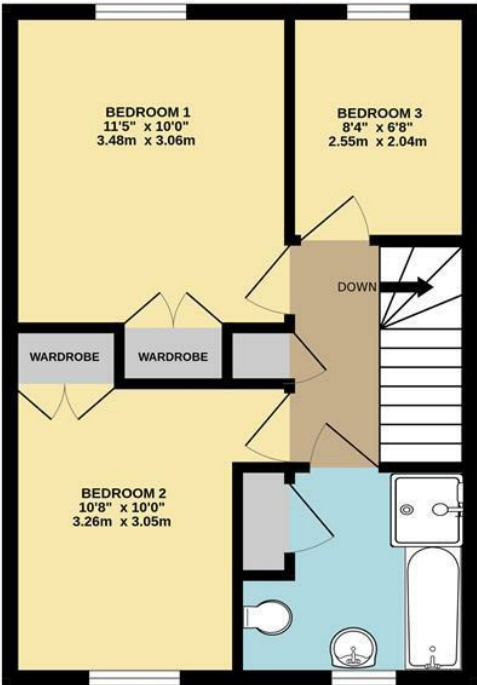 BEDROOM 1
11'5" x 10'0"
3.48m x 3.06m
BEDROOM 3
8'4" x 6'8"
2.55m x 2.04m
DOWN
WARDROBE
WARDROBE
BEDROOM 2
10'8" x 10'0"
3.26m x 3.05m